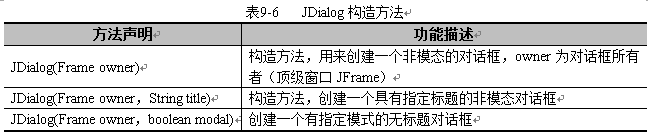 表9-6 JDialog 构造方法
方法声明 功能描述
JDialog(Frame owner) 构造方法，用来创建一个非模态的对话框，owner 为对话框所有
者（顶级窗口 JFrame）
JDialog(Frame owner，String title) 构造方法，创建一个具有指定标题的非模态对话框
JDialog(Frame owner，boolean modal) 创建一个有指定模式的无标题对话框